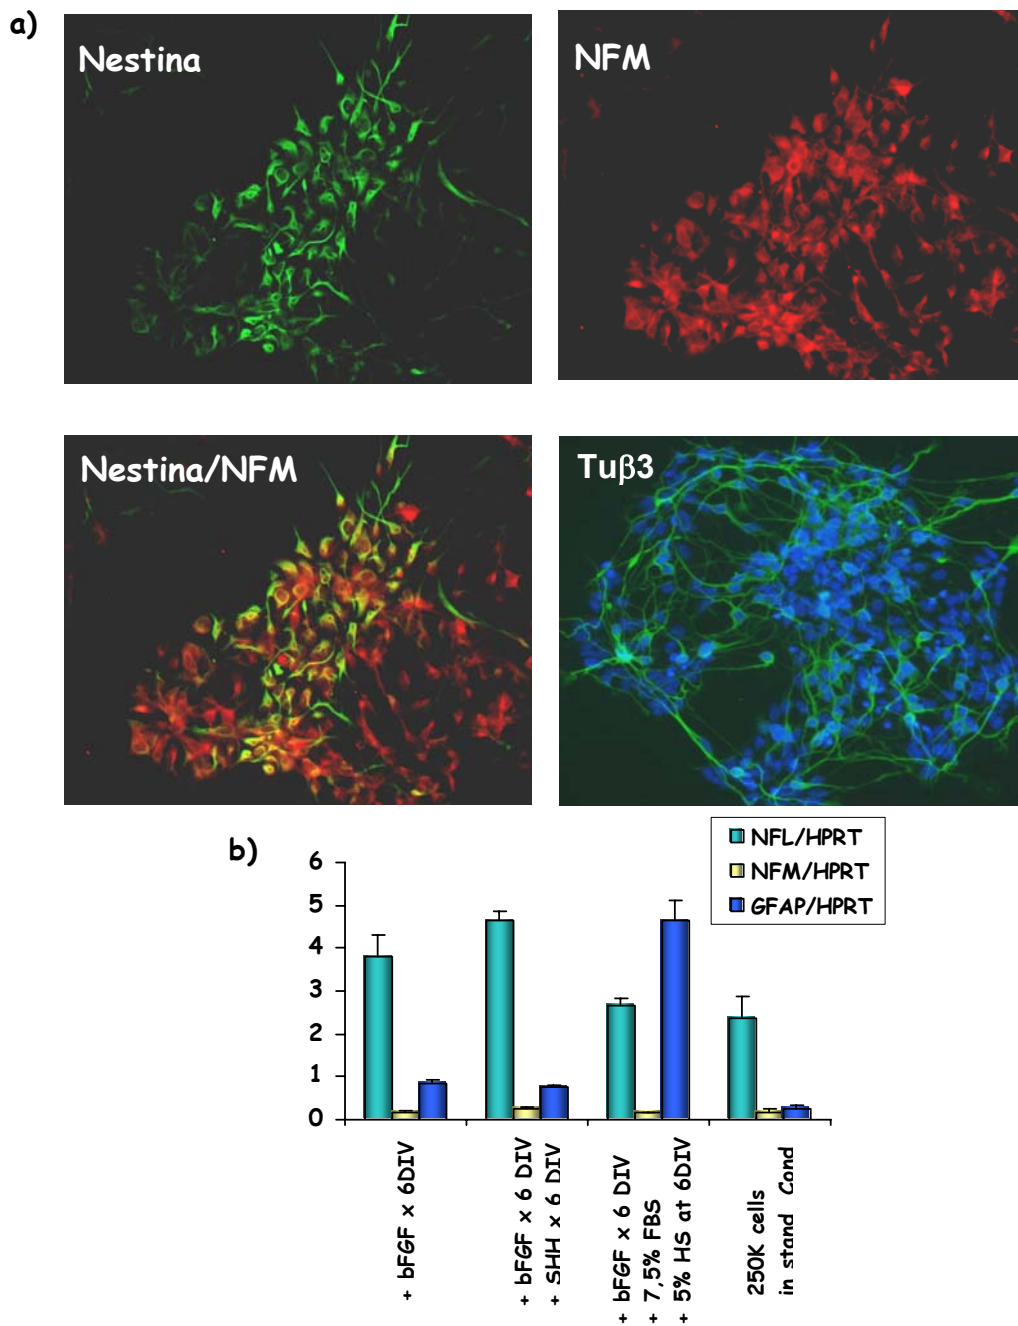 a)
Nestina
NFM
Nestina/NFM
Tuβ3
b)
NFL/HPRT
NFM/HPRT
GFAP/HPRT
6
5
4
3
2
1
0
+ bFGF x 6DIV
+ bFGF x 6 DIV
+ SHH x 6 DIV
+ bFGF x 6 DIV
+ 7,5% FBS
+ 5% HS at 6DIV
250K cells
in stand Cond